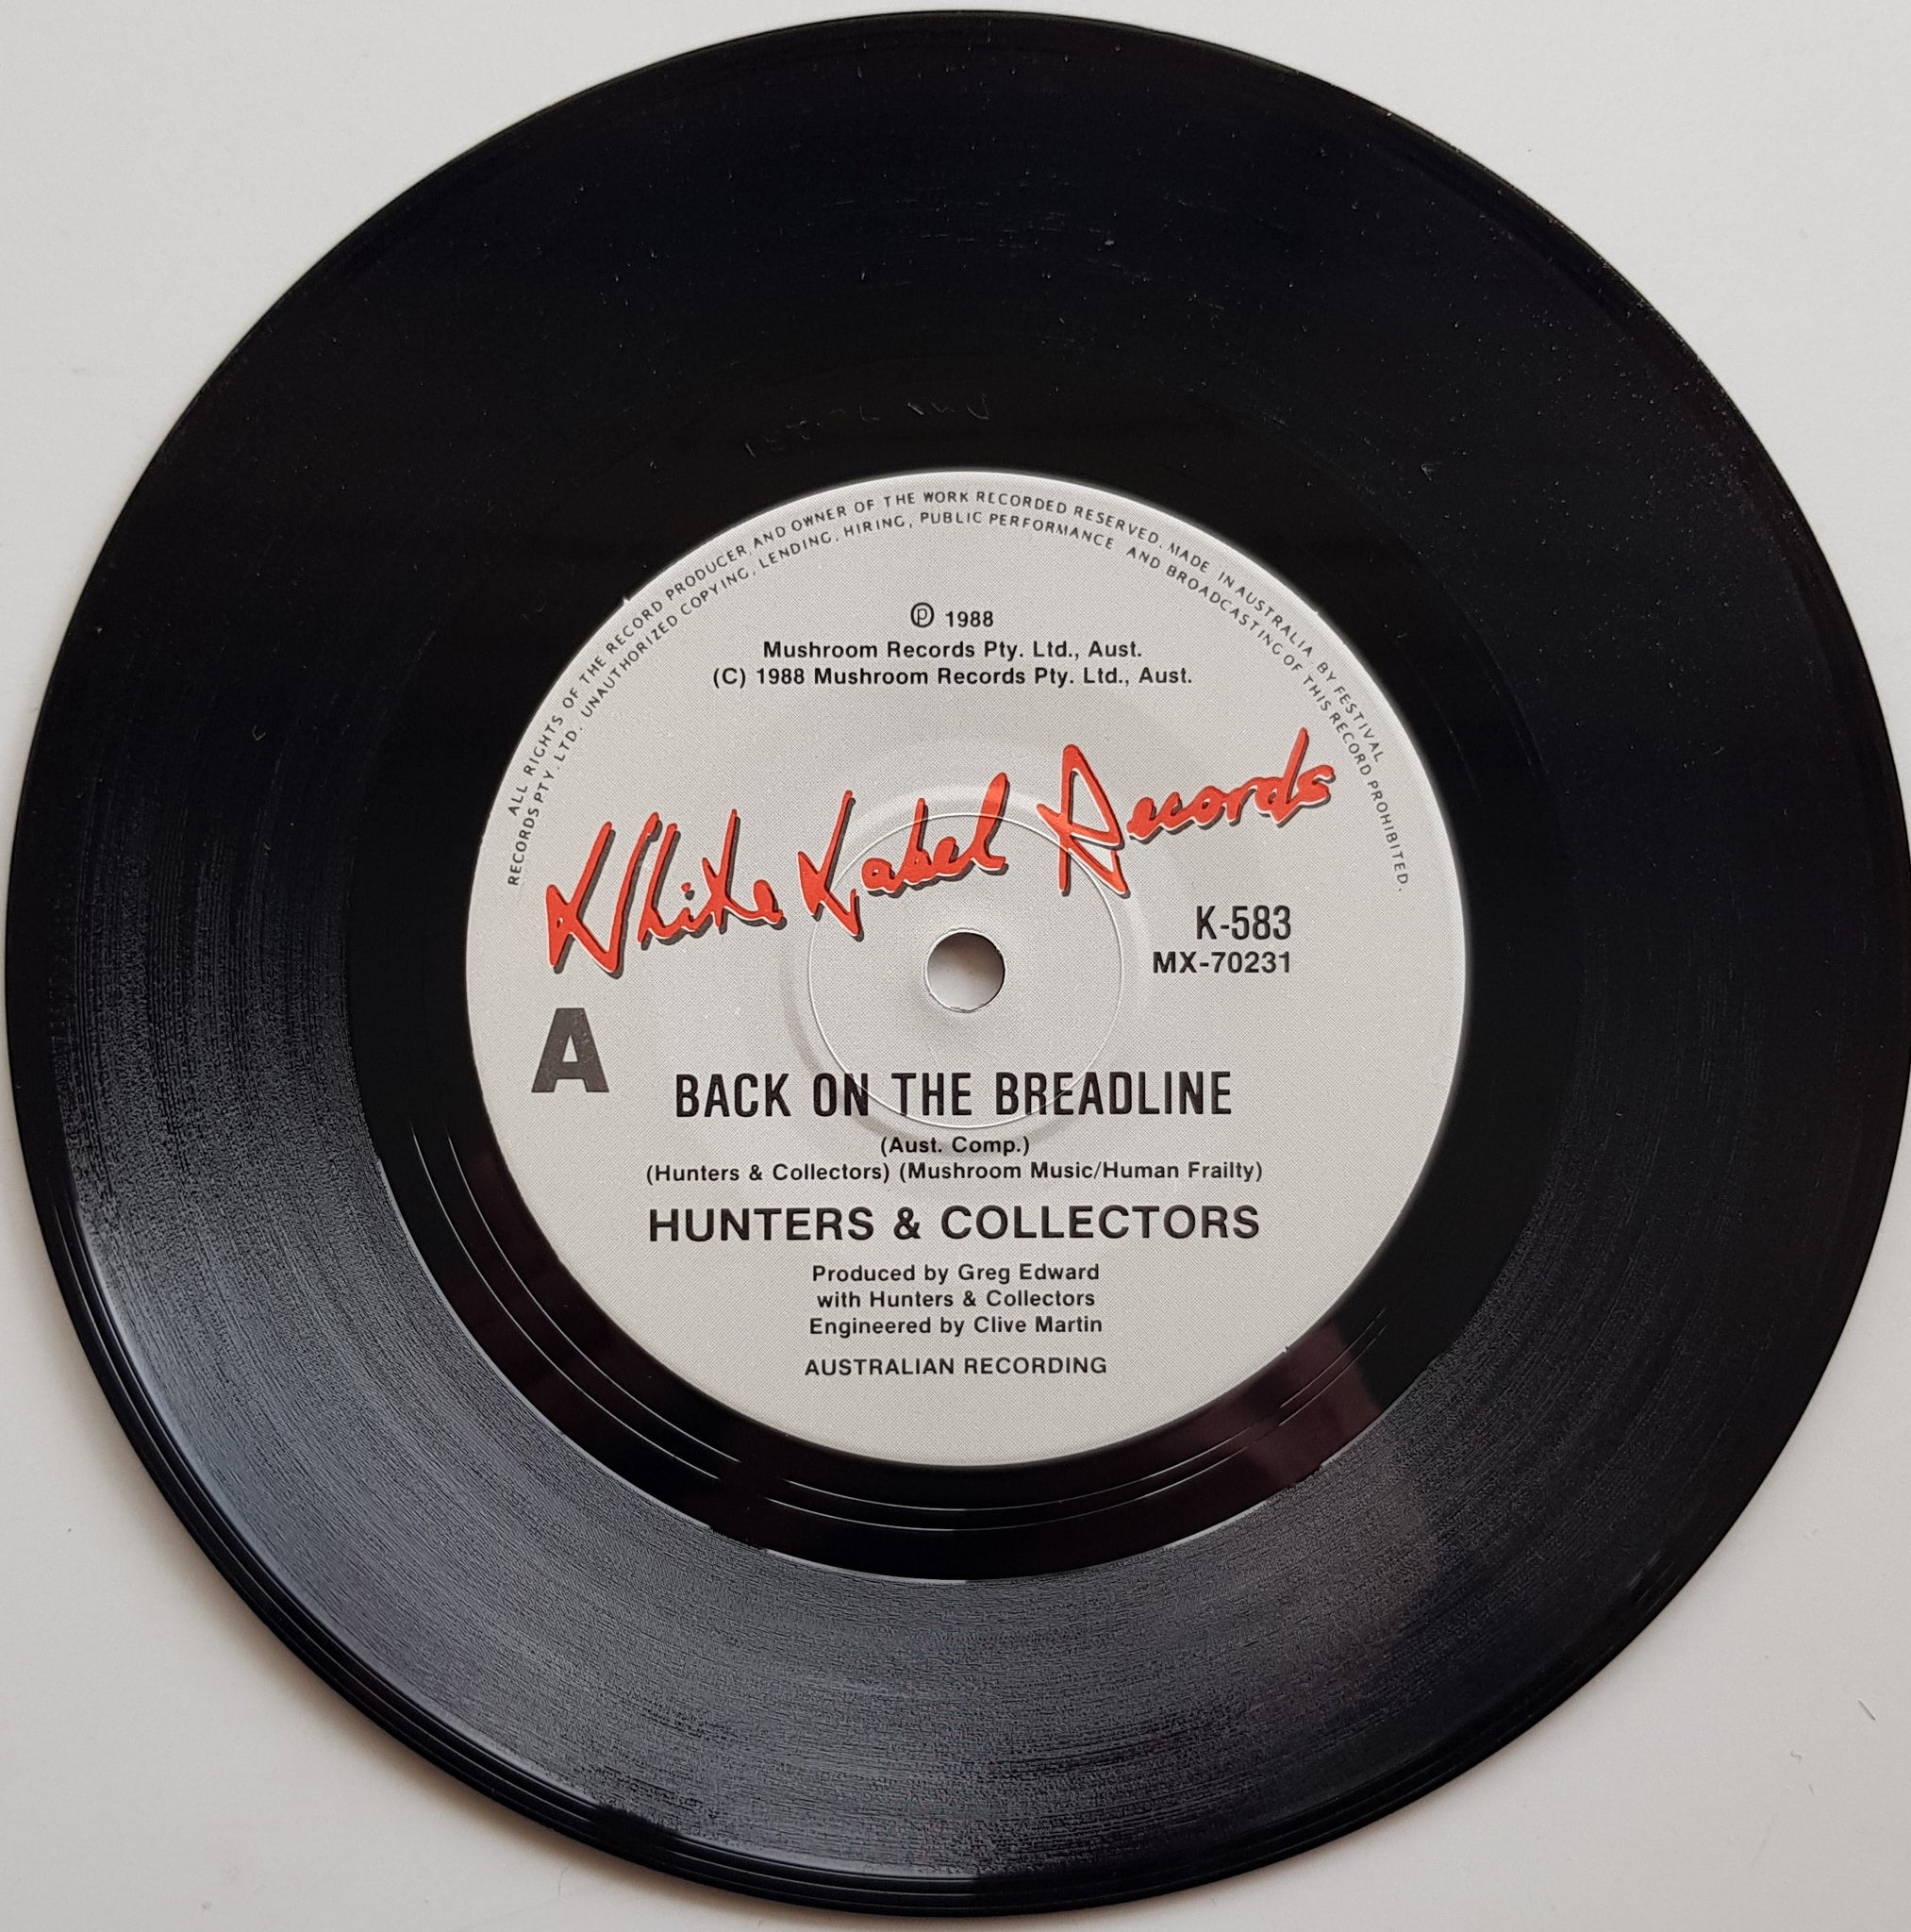 ALL RIGHTS OF THE RECORD PRODUCER AND OWNER OF THE WORK RECORDED RESERVED. MADE IN AUSTRALIA BY FESTIVAL
RECORDS PTY. LTD. UNAUTHORIZED COPYING, LENDING, HIRING, PUBLIC PERFORMANCE AND BROADCASTING OF THIS RECORD PROHIBITED.
℗ 1988
Mushroom Records Pty. Ltd., Aust.
(C) 1988 Mushroom Records Pty. Ltd., Aust.
White Label Records
K-583
MX-70231
A
BACK ON THE BREADLINE
(Aust. Comp.)
(Hunters & Collectors) (Mushroom Music/Human Frailty)
HUNTERS & COLLECTORS
Produced by Greg Edward
with Hunters & Collectors
Engineered by Clive Martin
AUSTRALIAN RECORDING